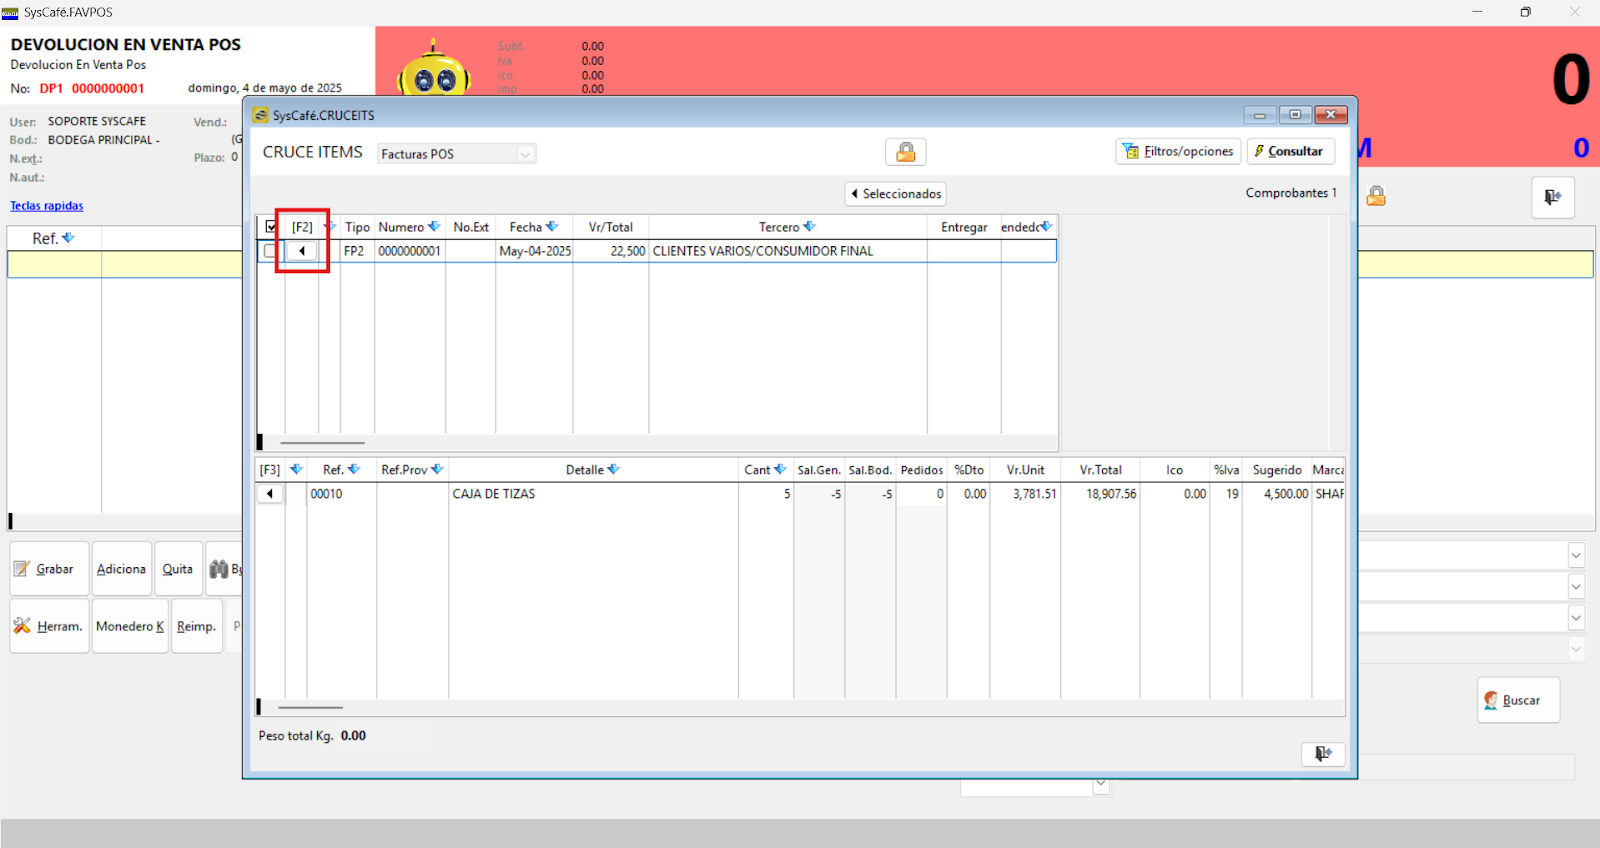 SysCafé.FAVPOS
DEVOLUCION EN VENTA POS
Devolucion En Venta Pos
No: DP1 0000000001 domingo, 4 de mayo de 2025
User: SOPORTE SYSCAFE Vend.:
Bod.: BODEGA PRINCIPAL - (G
N.ext.: Plazo: 0
N.aut.:
Teclas rapidas
Subt. 0.00
Iva 0.00
Ico 0.00
Imp 0.00
0
M 0
Ref.
SysCafé.CRUCEITS
CRUCE ITEMS Facturas POS Filtros/opciones Consultar
Seleccionados Comprobantes 1
[F2] Tipo Numero No.Ext Fecha Vr/Total Tercero Entregar endedc
FP2 0000000001 May-04-2025 22,500 CLIENTES VARIOS/CONSUMIDOR FINAL
[F3] Ref. Ref.Prov Detalle Cant Sal.Gen. Sal.Bod. Pedidos %Dto Vr.Unit Vr.Total Ico %Iva Sugerido Marca
00010 CAJA DE TIZAS 5 -5 -5 0 0.00 3,781.51 18,907.56 0.00 19 4,500.00 SHAF
Peso total Kg. 0.00
Grabar Adiciona Quita Bu
Herram. Monedero K Reimp. P
Buscar